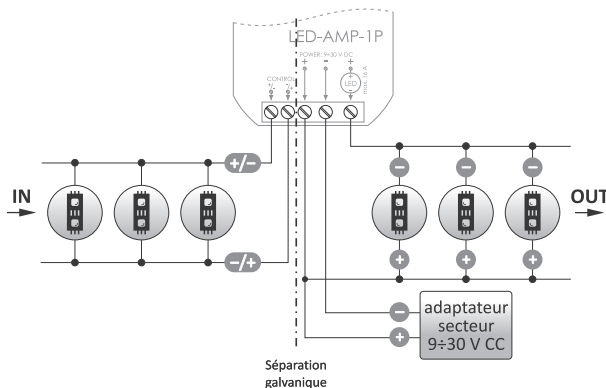 LED-AMP-1P
POWER: 9÷30 V DC
+ - +
CONTROL
+/- -/+
LED
-
max. 16 A
+/-
- - -
IN
OUT
+ + +
-/+
-
+
adaptateur
secteur
9÷30 V CC
Séparation
galvanique